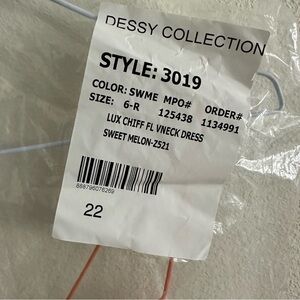 DESSY COLLECTION
STYLE: 3019
COLOR: SWME MPO# ORDER#
SIZE: 6-R 125438 1134991
LUX CHIFF FL VNECK DRESS
SWEET MELON-Z521
888796076269
22